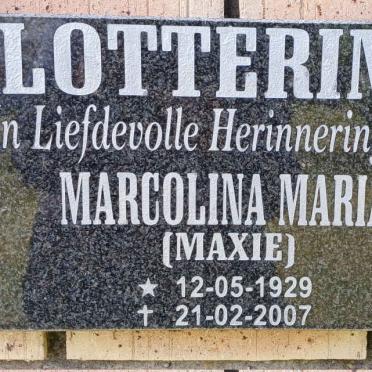 LOTTERIN
n Liefdevolle Herinnering
MARCOLINA MARIA
(MAXIE)
★ 12-05-1929
✝ 21-02-2007